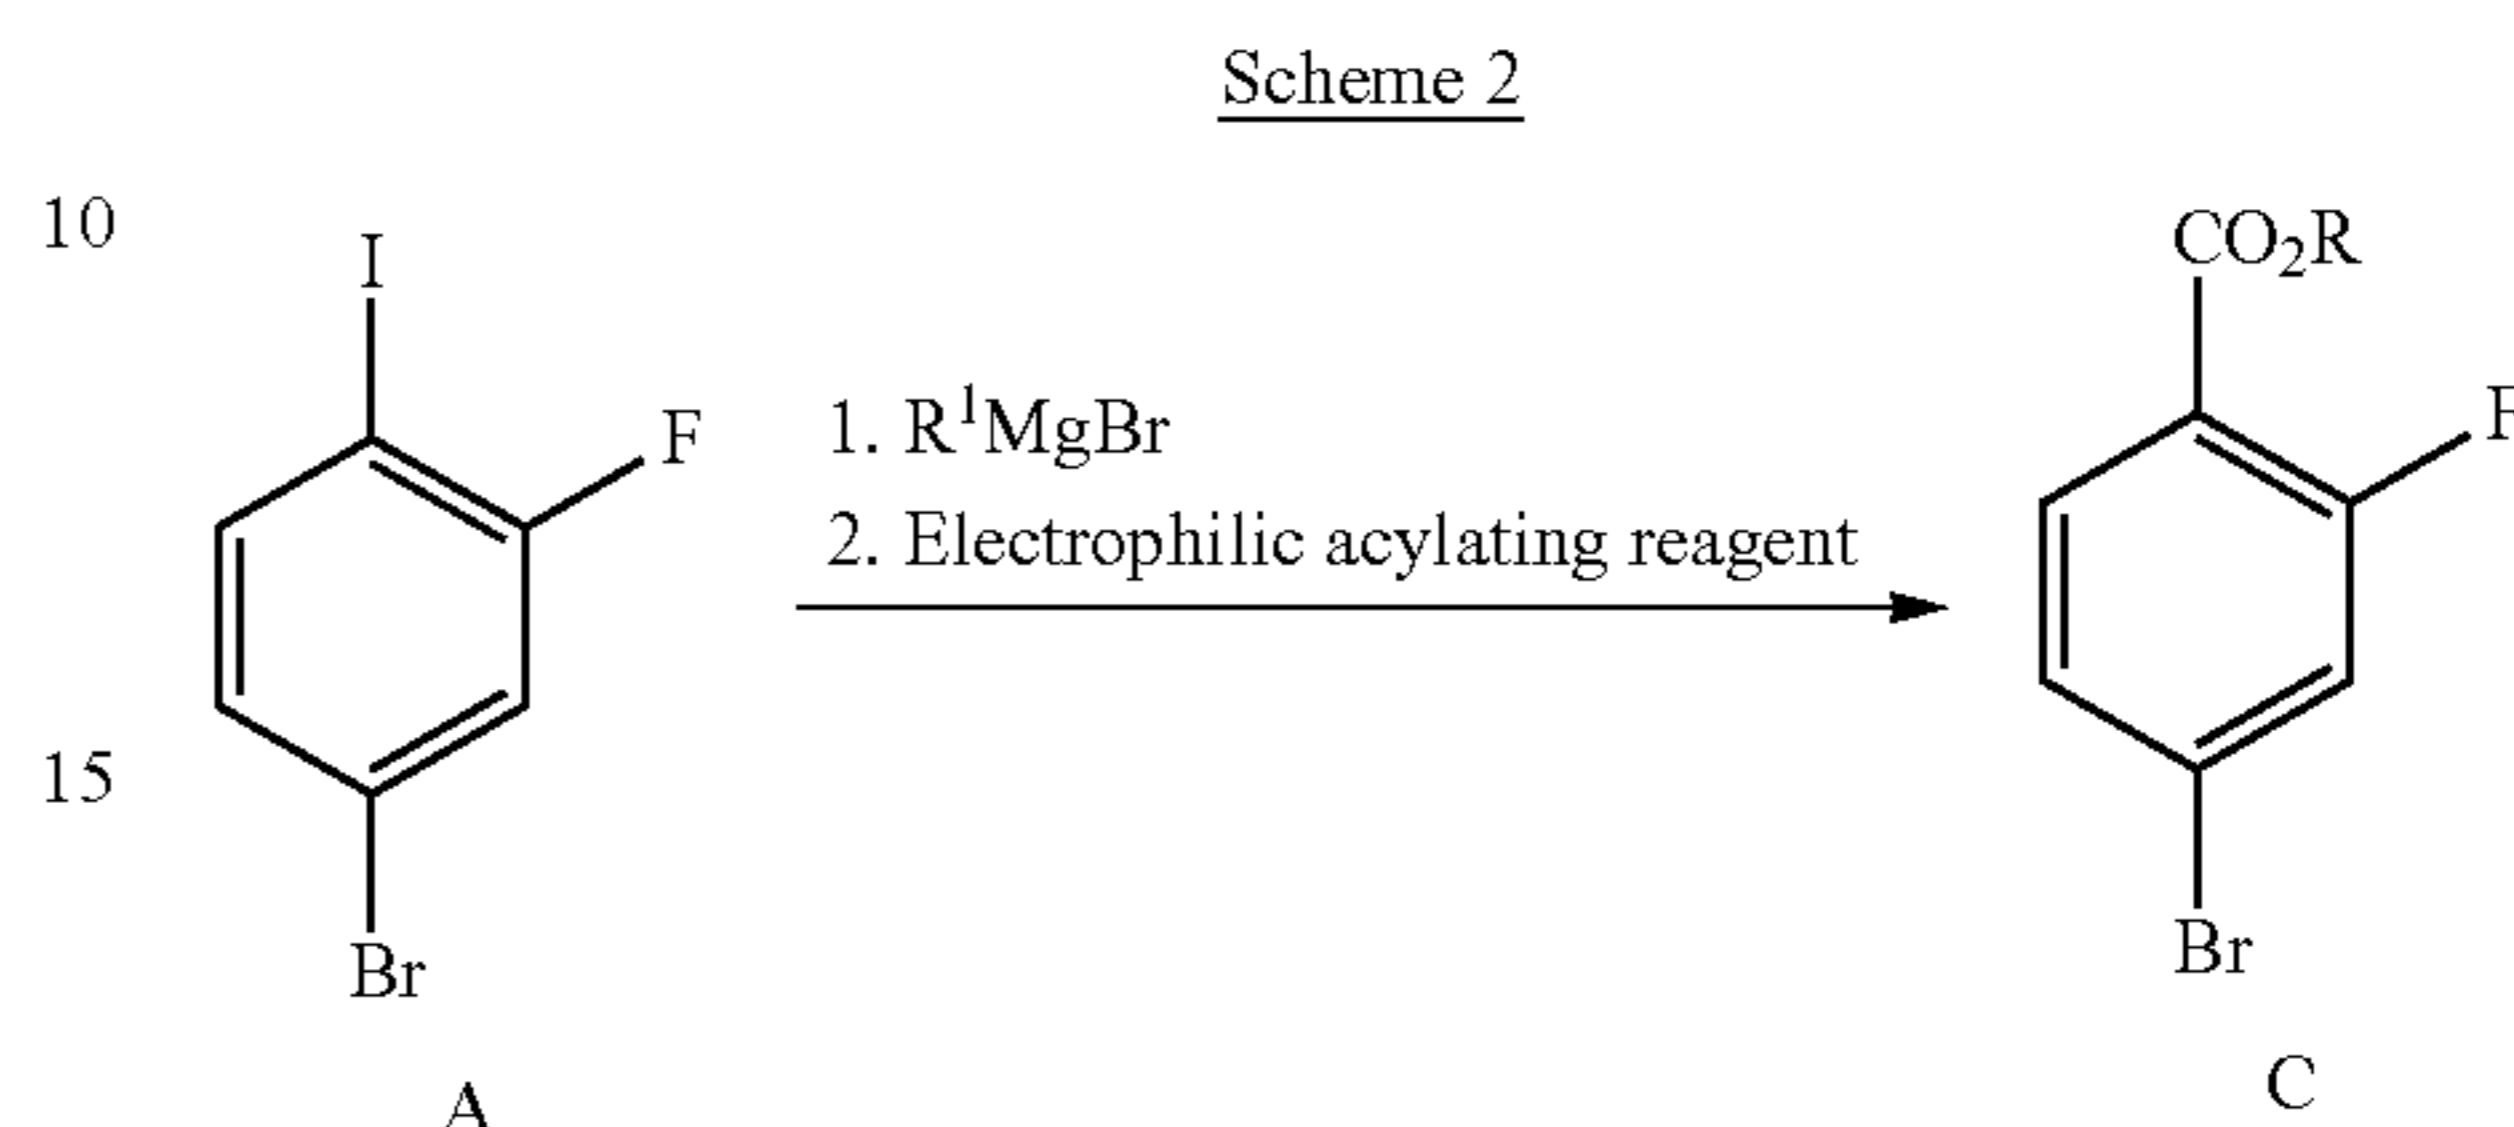 Scheme 2
10
I
CO₂R
F
F
1. R¹MgBr
2. Electrophilic acylating reagent
15
Br
Br
A
C